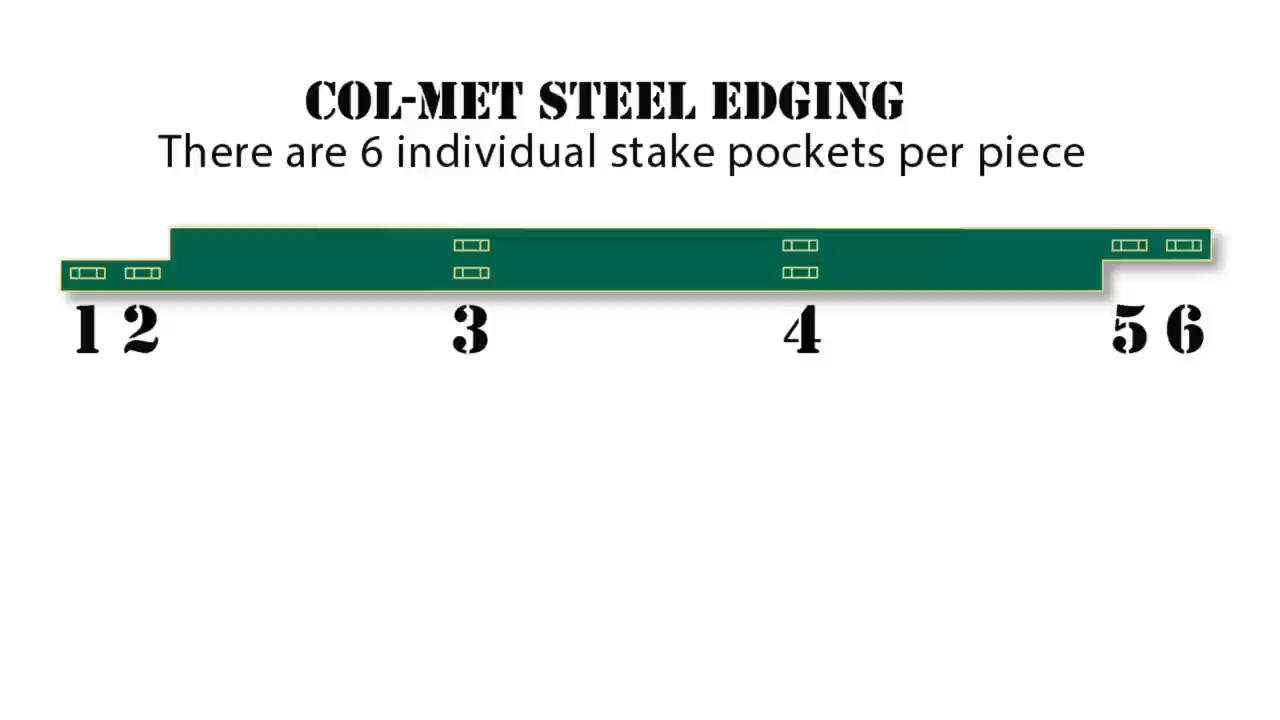 COL-MET STEEL EDGING
There are 6 individual stake pockets per piece
1 2 3 4 5 6